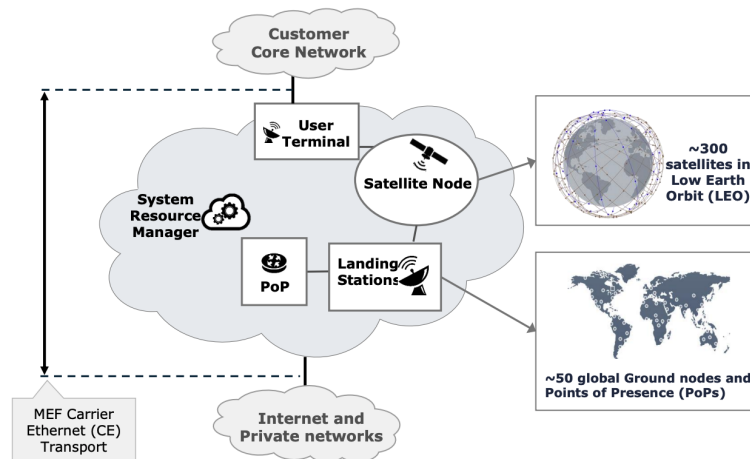 Customer
Core Network
User
Terminal
Satellite Node
System
Resource
Manager
PoP
Landing
Stations
~300
satellites in
Low Earth
Orbit (LEO)
~50 global Ground nodes and
Points of Presence (PoPs)
MEF Carrier
Ethernet (CE)
Transport
Internet and
Private networks